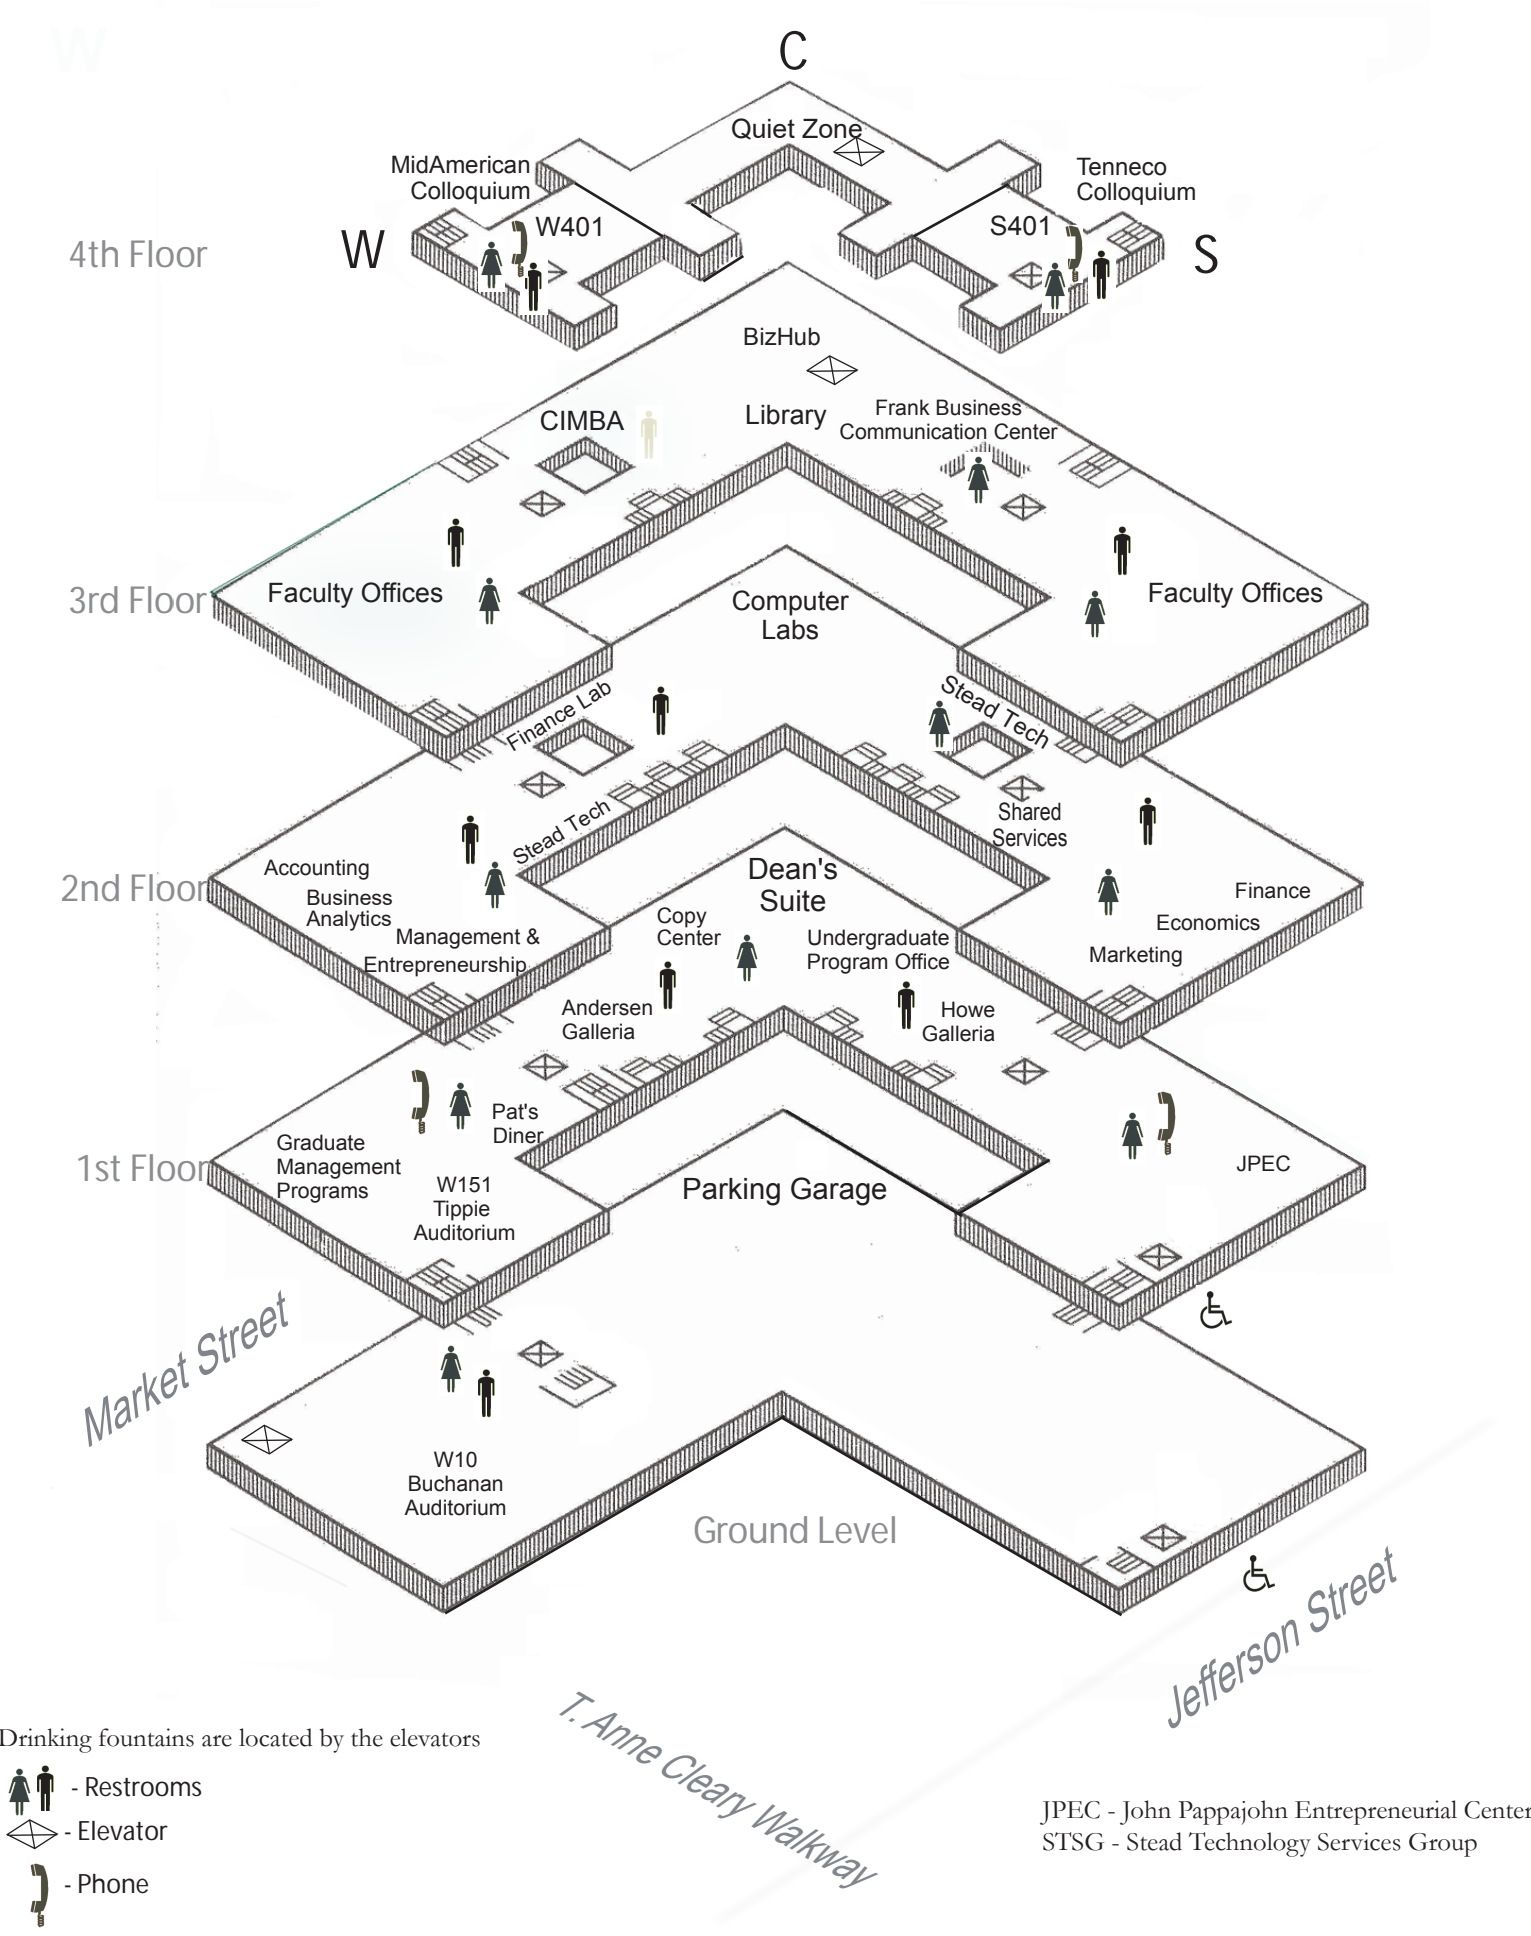 C
Quiet Zone
MidAmerican
Colloquium
Tenneco
Colloquium
W401
S401
W
S
4th Floor
BizHub
CIMBA
Library
Frank Business
Communication Center
3rd Floor
Faculty Offices
Faculty Offices
Computer
Labs
Finance Lab
Stead Tech
Stead Tech
Shared
Services
2nd Floor
Accounting
Business
Analytics
Management &
Entrepreneurship
Finance
Economics
Marketing
Dean's
Suite
Copy
Center
Undergraduate
Program Office
Andersen
Galleria
Howe
Galleria
1st Floor
Pat's
Diner
Graduate
Management
Programs
W151
Tippie
Auditorium
JPEC
Parking Garage
Market Street
W10
Buchanan
Auditorium
Ground Level
Jefferson Street
T. Anne Cleary Walkway
Drinking fountains are located by the elevators
- Restrooms
- Elevator
- Phone
JPEC - John Pappajohn Entrepreneurial Center
STSG - Stead Technology Services Group
W